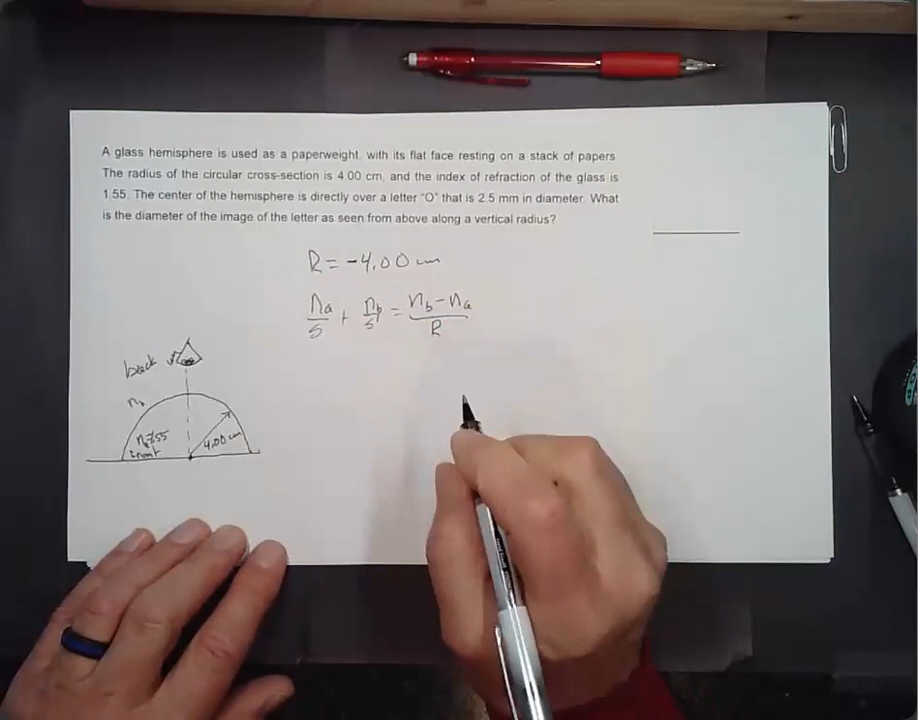 A glass hemisphere is used as a paperweight, with its flat face resting on a stack of papers.
The radius of the circular cross-section is 4.00 cm, and the index of refraction of the glass is
1.55. The center of the hemisphere is directly over a letter "O" that is 2.5 mm in diameter. What
is the diameter of the image of the letter as seen from above along a vertical radius?
R = -4.00 cm
na/s + nb/s' = nb-na/R
back
nb
4.00 cm
front